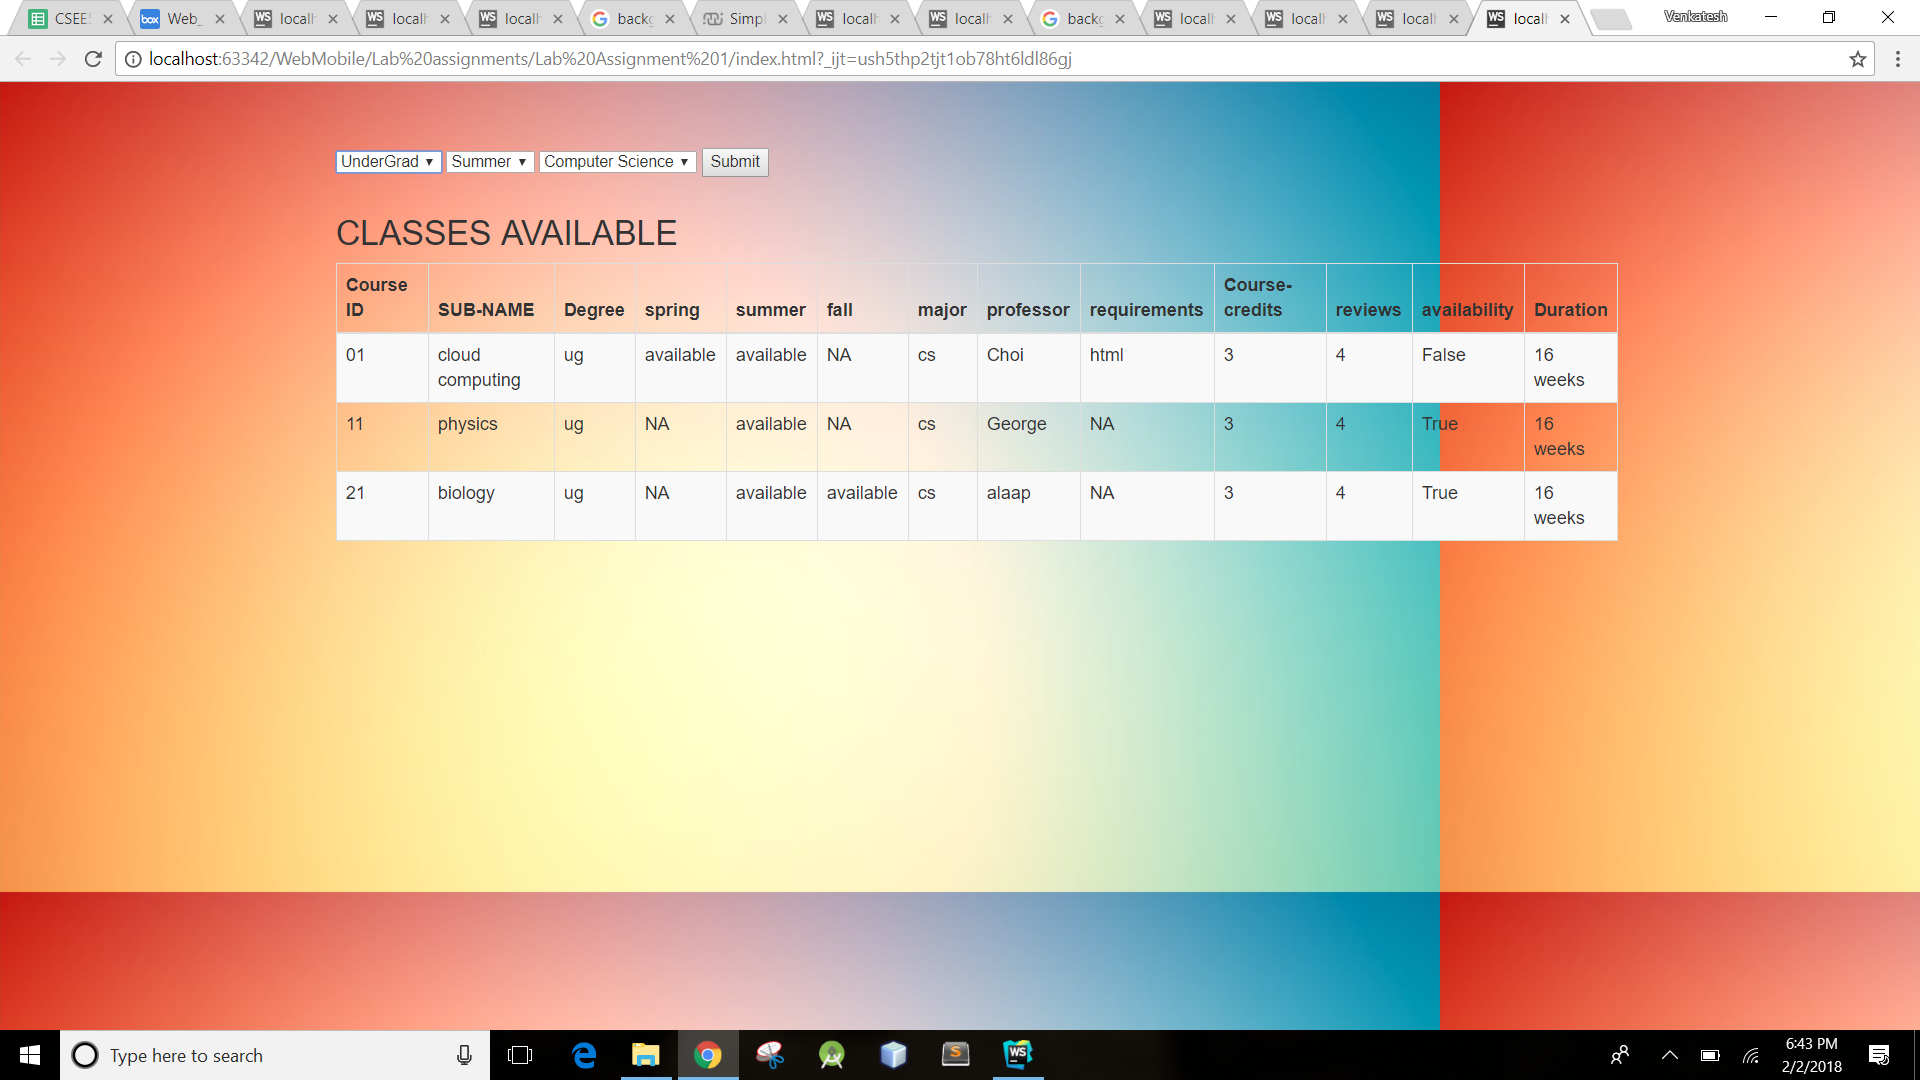 CSEE
Web_
locall
locall
locall
backg
Simp
locall
locall
backg
locall
locall
locall
locall
Venkatesh
localhost:63342/WebMobile/Lab%20assignments/Lab%20Assignment%201/index.html?_ijt=ush5thp2tjt1ob78ht6ldl86gj
UnderGrad Summer Computer Science Submit
CLASSES AVAILABLE
Course ID SUB-NAME Degree spring summer fall major professor requirements Course-credits reviews availability Duration
01 cloud computing ug available available NA cs Choi html 3 4 False 16 weeks
11 physics ug NA available NA cs George NA 3 4 True 16 weeks
21 biology ug NA available available cs alaap NA 3 4 True 16 weeks
Type here to search
6:43 PM
2/2/2018